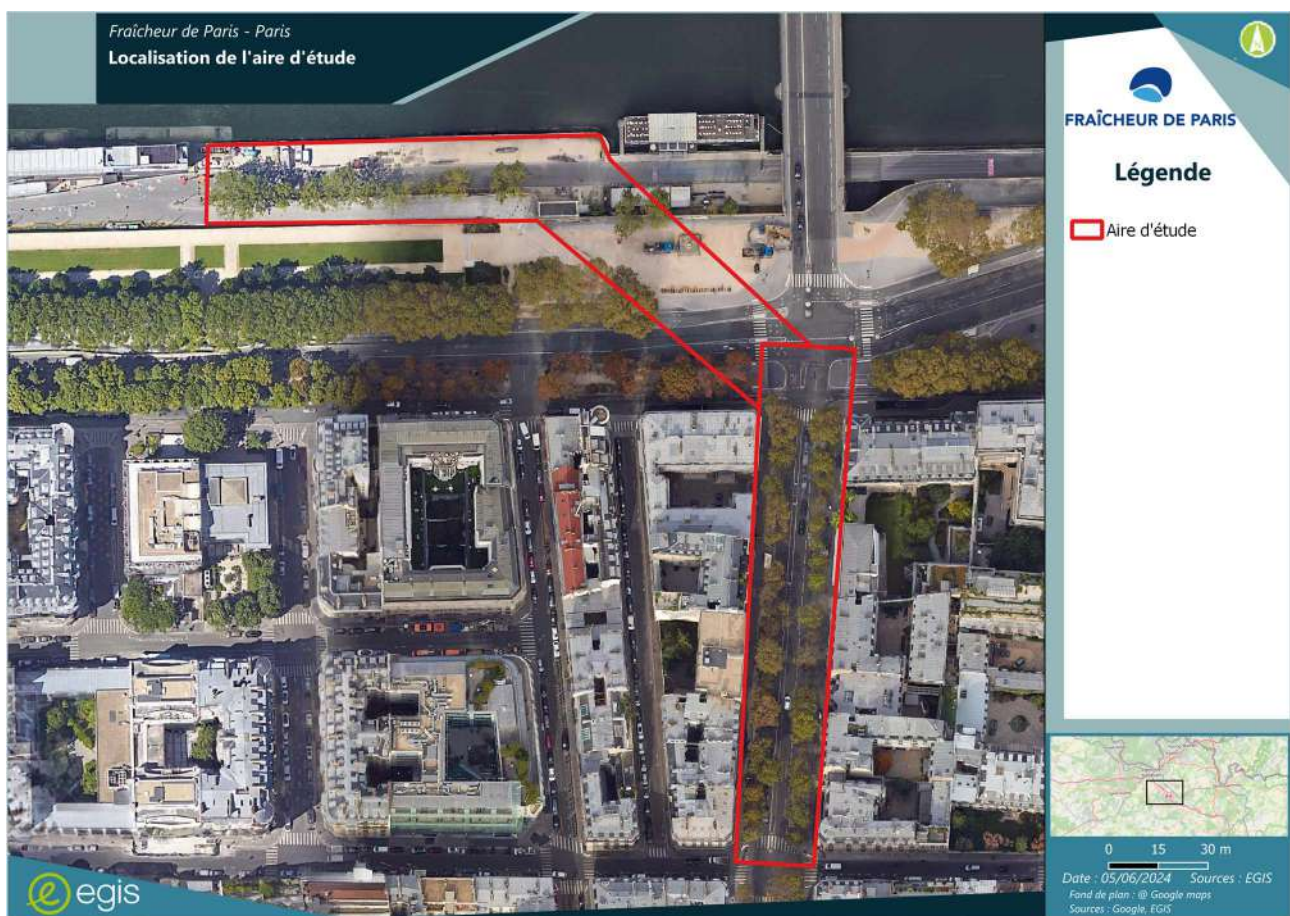 Fraîcheur de Paris - Paris
Localisation de l'aire d'étude
FRAÎCHEUR DE PARIS
Légende
Aire d'étude
0 15 30 m
Date : 05/06/2024 Sources : EGIS
Fond de plan : @ Google maps
Sources : Google, EGIS
egis